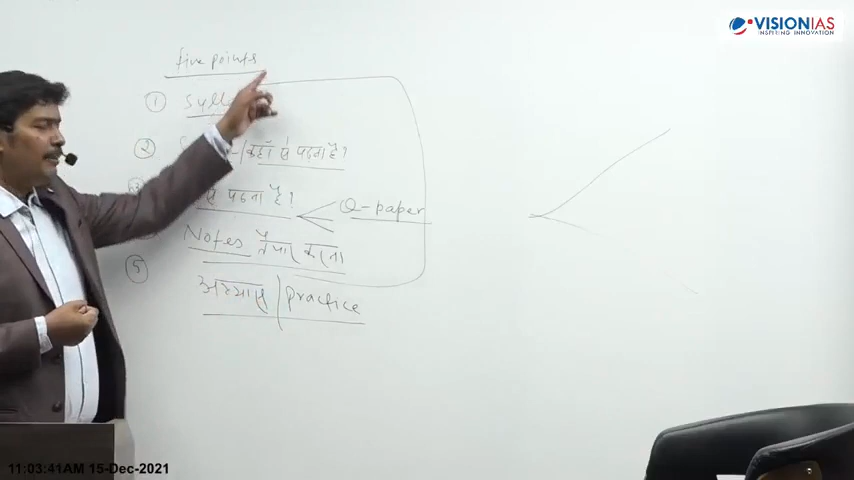 VISIONIAS
INSPIRING INNOVATION
five points
①
② कहाँ से पढ़ना है?
पढ़ना है?
Q-paper
Notes तैयार करना
⑤ अभ्यास | practice
11:03:41AM 15-Dec-2021